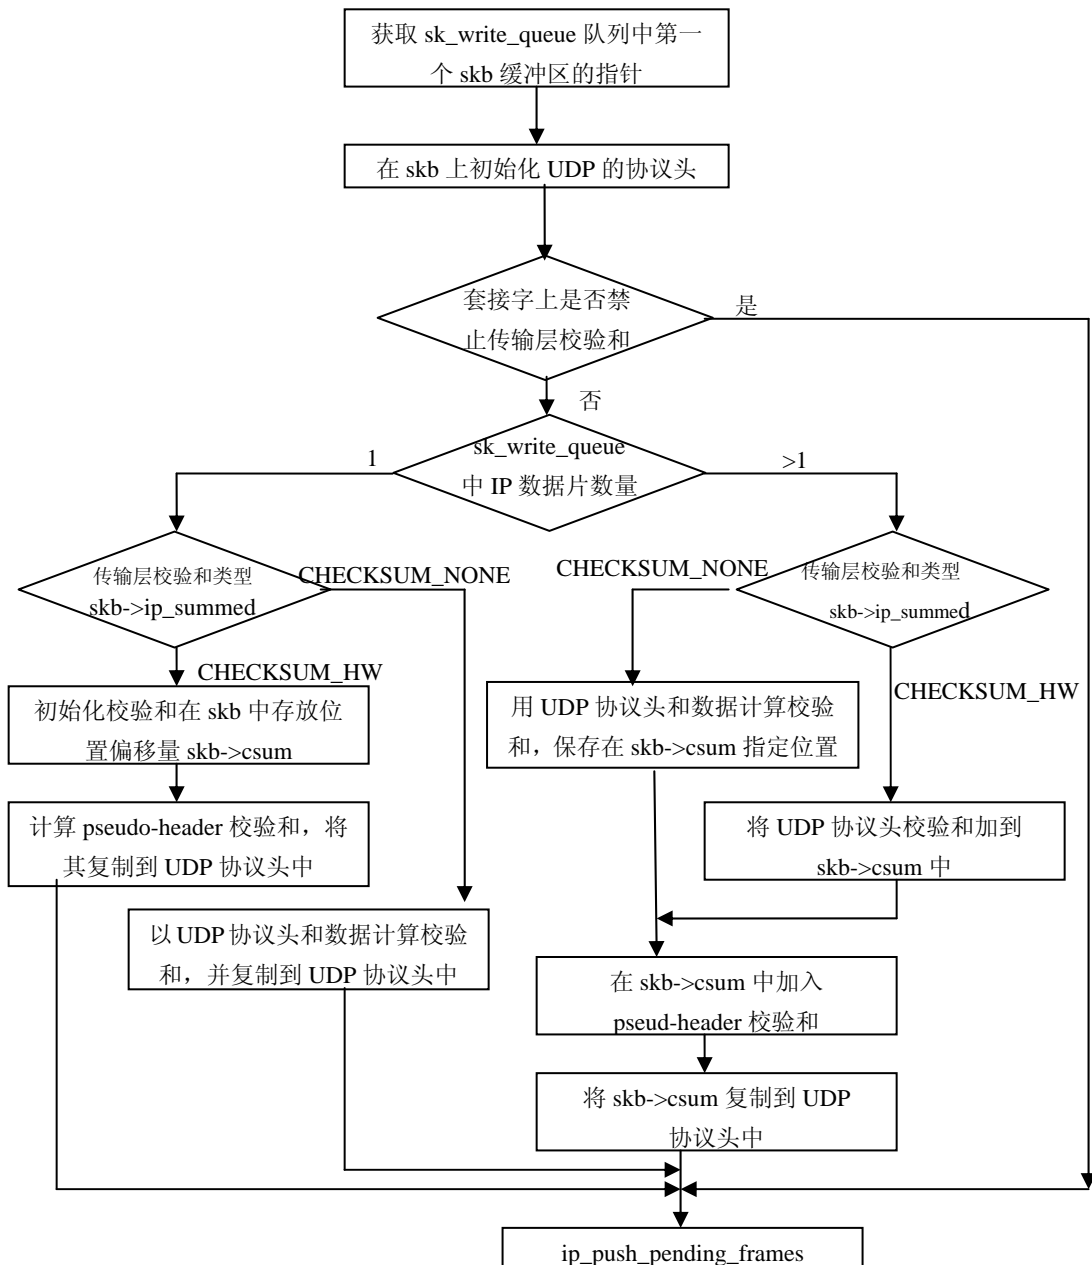 获取 sk_write_queue 队列中第一
个 skb 缓冲区的指针
在 skb 上初始化 UDP 的协议头
套接字上是否禁
止传输层校验和
是
否
sk_write_queue
中 IP 数据片数量
1
>1
传输层校验和类型
skb->ip_summed
CHECKSUM_NONE
CHECKSUM_NONE
传输层校验和类型
skb->ip_summed
CHECKSUM_HW
CHECKSUM_HW
初始化校验和在 skb 中存放位
置偏移量 skb->csum
用 UDP 协议头和数据计算校验
和，保存在 skb->csum 指定位置
计算 pseudo-header 校验和，将
其复制到 UDP 协议头中
将 UDP 协议头校验和加到
skb->csum 中
以 UDP 协议头和数据计算校验
和，并复制到 UDP 协议头中
在 skb->csum 中加入
pseud-header 校验和
将 skb->csum 复制到 UDP
协议头中
ip_push_pending_frames